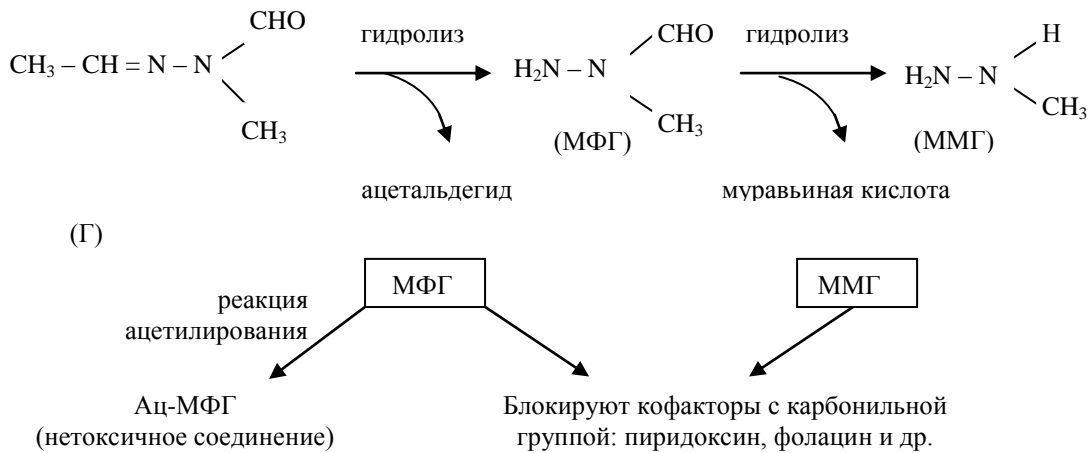 CHO
гидролиз
CHO
гидролиз
H
CH₃ – CH = N – N
H₂N – N
H₂N – N
CH₃
CH₃
CH₃
(МФГ)
(ММГ)
ацетальдегид
муравьиная кислота
(Г)
МФГ
ММГ
реакция
ацетилирования
Ац-МФГ
(нетоксичное соединение)
Блокируют кофакторы с карбонильной
группой: пиридоксин, фолацин и др.